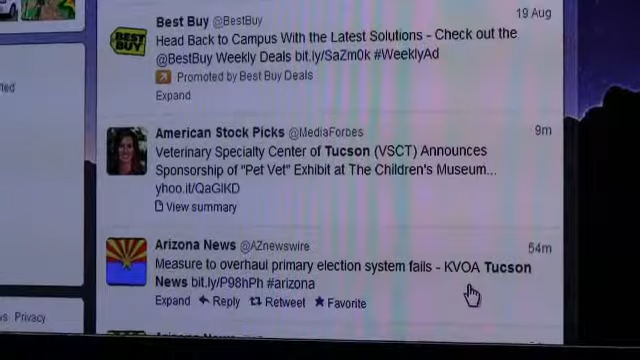 Best Buy @BestBuy
19 Aug
BEST BUY
Head Back to Campus With the Latest Solutions - Check out the
@BestBuy Weekly Deals bit.ly/SaZm0k #WeeklyAd
Promoted by Best Buy Deals
Expand
American Stock Picks @MediaForbes
9m
Veterinary Specialty Center of Tucson (VSCT) Announces
Sponsorship of "Pet Vet" Exhibit at The Children's Museum...
yhoo.it/QaGlKD
View summary
Arizona News @AZnewswire
54m
Measure to overhaul primary election system fails - KVOA Tucson
News bit.ly/P98hPh #arizona
Expand Reply Retweet Favorite
Privacy